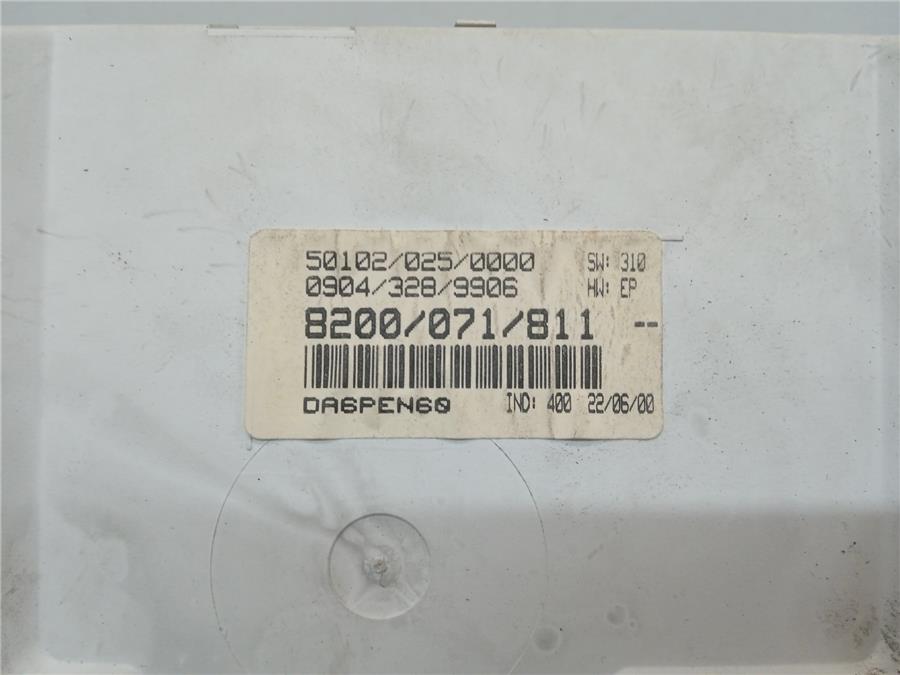 50102/025/0000 SW: 310
0904/328/9906 HW: EP
8200/071/811 --
DA6PEN60 IND: 400 22/06/00